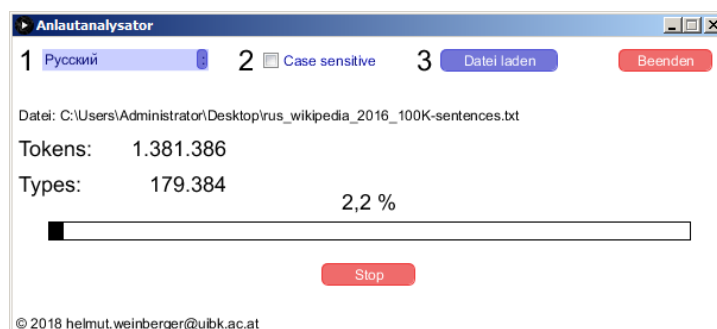 Anlautanalysator
1 Русский 2 Case sensitive 3 Datei laden Beenden
Datei: C:\Users\Administrator\Desktop\rus_wikipedia_2016_100K-sentences.txt
Tokens: 1.381.386
Types: 179.384
2,2 %
Stop
© 2018 helmut.weinberger@uibk.ac.at